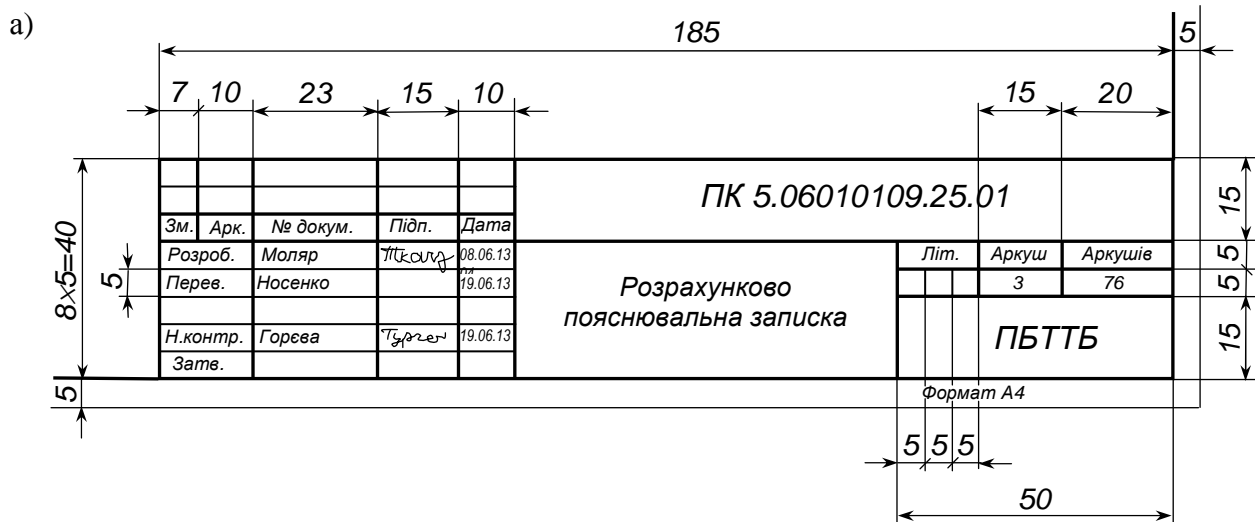 а)
185 5
7 10 23 15 10 15 20
ПК 5.06010109.25.01
15
Зм. Арк. № докум. Підп. Дата
8×5=40
5
Розроб. Моляр 08.06.13
Перев. Носенко 19.06.13
Н.контр. Горєва 19.06.13
Затв.
Розрахунково
пояснювальна записка
Літ. Аркуш Аркушів 5
3 76 5
ПБТТБ 15
5
Формат А4
5 5 5
50